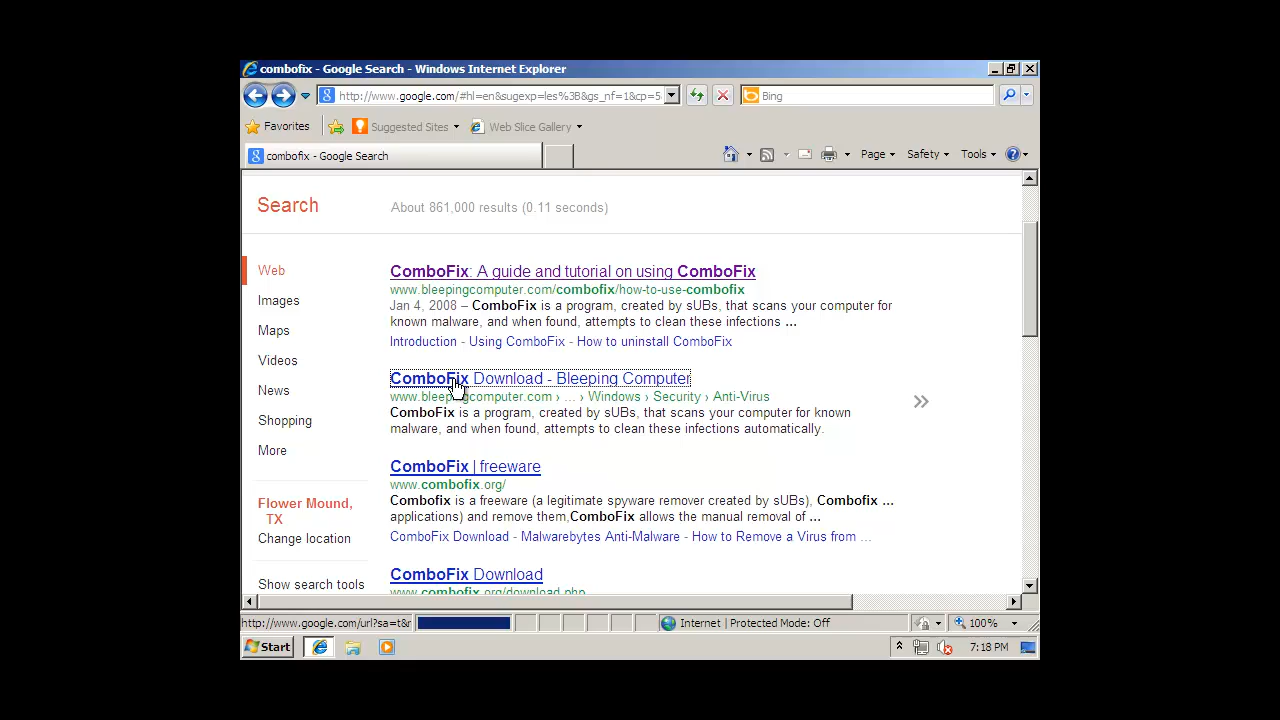 combofix - Google Search - Windows Internet Explorer
http://www.google.com/#hl=en&sugexp=les%3B&gs_nf=1&cp=5
Bing
Favorites
Suggested Sites
Web Slice Gallery
combofix - Google Search
Page
Safety
Tools
Search
About 861,000 results (0.11 seconds)
Web
Images
Maps
Videos
News
Shopping
More
Flower Mound,
TX
Change location
Show search tools
ComboFix: A guide and tutorial on using ComboFix
www.bleepingcomputer.com/combofix/how-to-use-combofix
Jan 4, 2008 – ComboFix is a program, created by sUBs, that scans your computer for
known malware, and when found, attempts to clean these infections ...
Introduction - Using ComboFix - How to uninstall ComboFix
ComboFix Download - Bleeping Computer
www.bleepingcomputer.com › ... › Windows › Security › Anti-Virus
ComboFix is a program, created by sUBs, that scans your computer for known
malware, and when found, attempts to clean these infections automatically.
ComboFix | freeware
www.combofix.org/
Combofix is a freeware (a legitimate spyware remover created by sUBs), Combofix ...
applications) and remove them,ComboFix allows the manual removal of ...
ComboFix Download - Malwarebytes Anti-Malware - How to Remove a Virus from ...
ComboFix Download
www.combofix.org/download.php
http://www.google.com/url?sa=t&r
Internet | Protected Mode: Off
100%
Start
7:18 PM